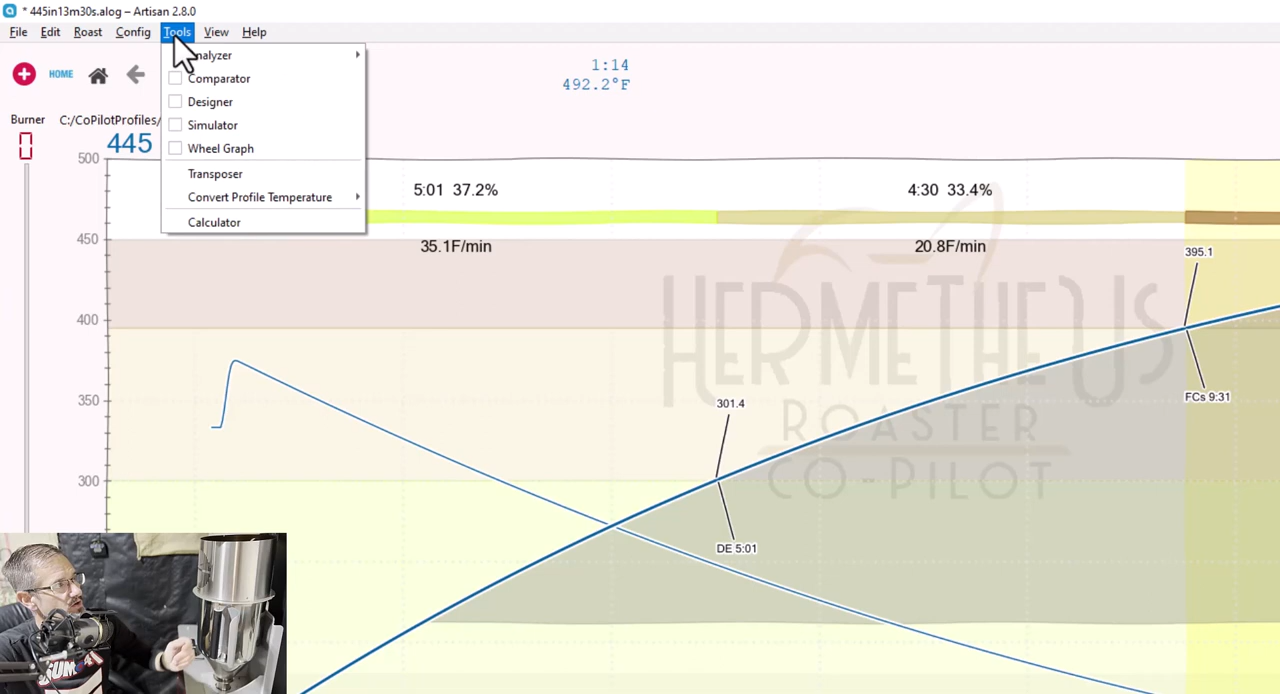 * 445in13m30s.alog – Artisan 2.8.0
File Edit Roast Config Tools View Help
nalyzer
Comparator
Designer
Simulator
Wheel Graph
Transposer
Convert Profile Temperature
Calculator
HOME
1:14
492.2°F
Burner
C:/CoPilotProfiles/
0
445
500
450
400
350
300
5:01 37.2%
4:30 33.4%
35.1F/min
20.8F/min
395.1
FCs 9:31
301.4
DE 5:01
HERMETHEUS
ROASTER
CO-PILOT